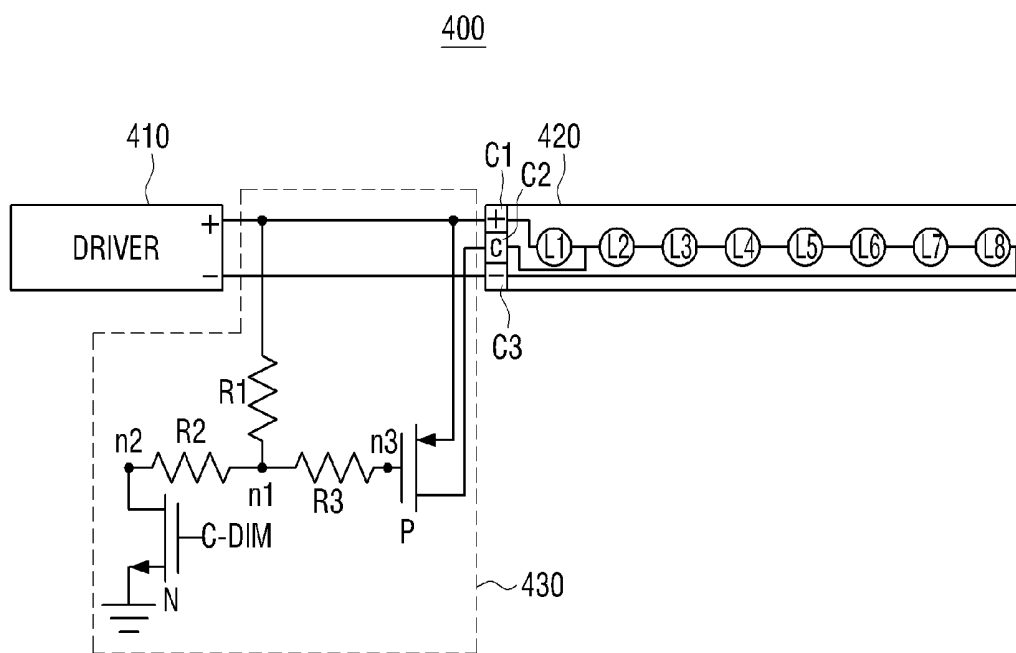 400
410
420
C1
C2
+
+
DRIVER
C
L1
L2
L3
L4
L5
L6
L7
L8
−
−
C3
R1
n2
R2
n3
n1
R3
C-DIM
P
N
430